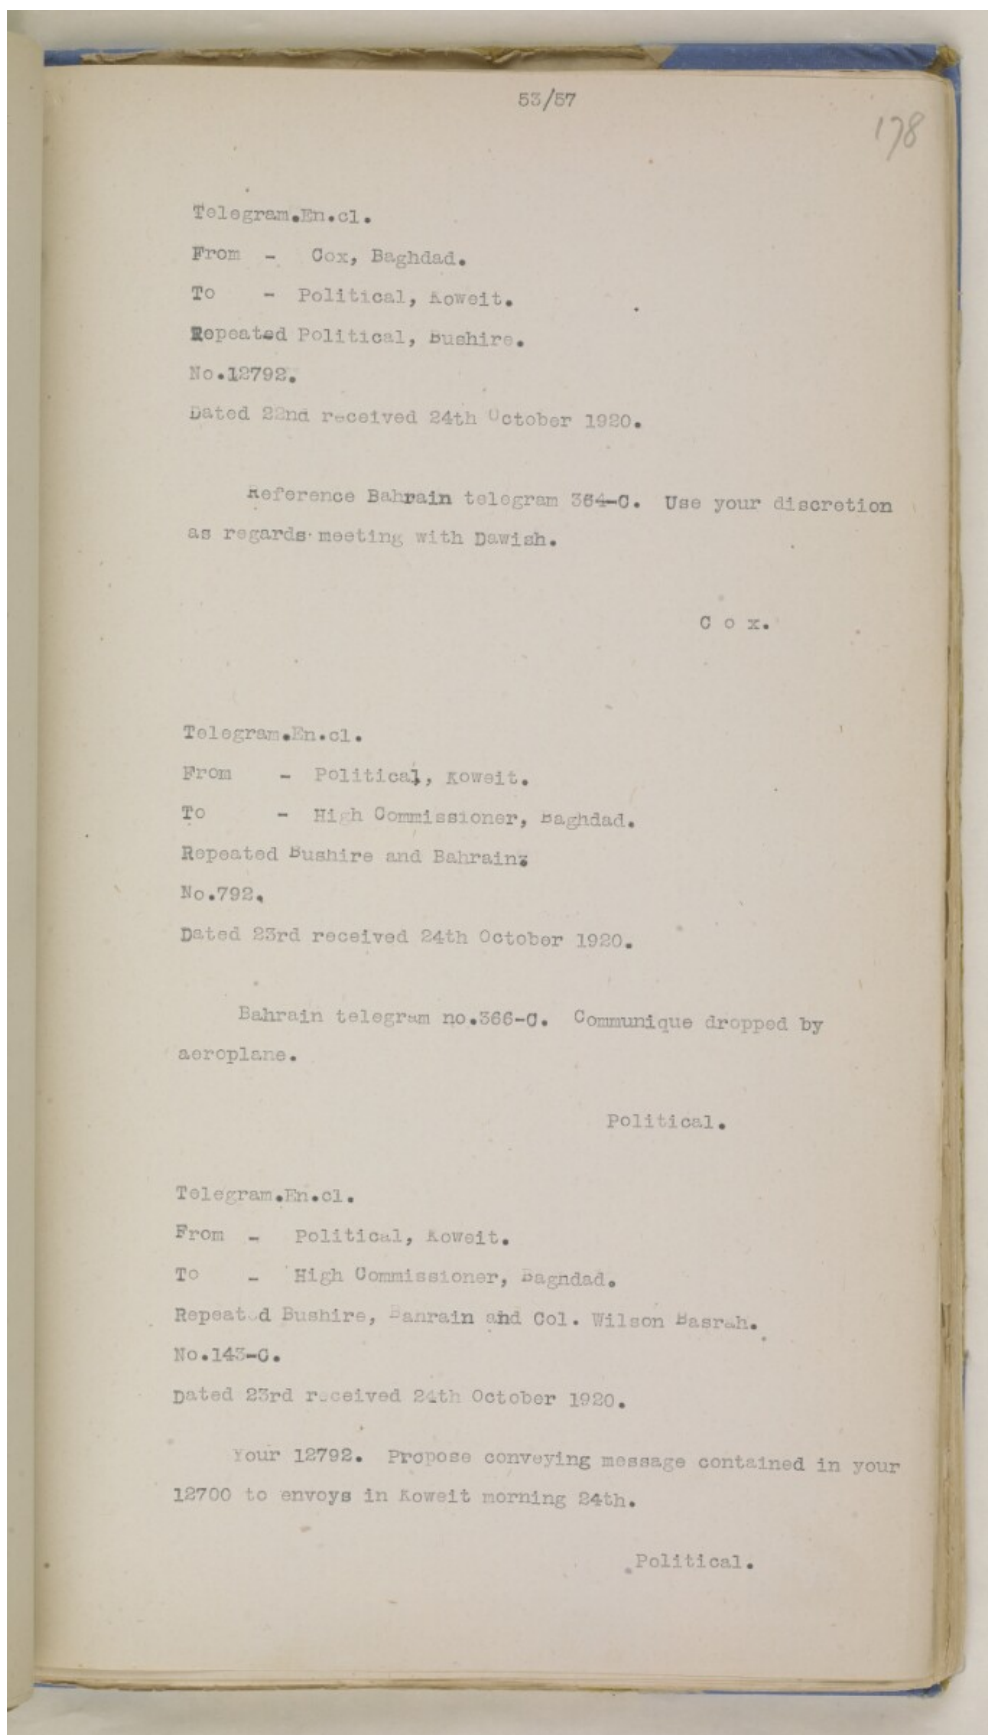 53/57
178
Telegram.En.cl.
From - Cox, Baghdad.
To - Political, Koweit.
Repeated Political, Bushire.
No.12792.
Dated 22nd received 24th October 1920.
Reference Bahrain telegram 364-C. Use your discretion
as regards meeting with Dawish.
C o x.
Telegram.En.cl.
From - Political, Koweit.
To - High Commissioner, Baghdad.
Repeated Bushire and Bahrain.
No.792.
Dated 23rd received 24th October 1920.
Bahrain telegram no.366-C. Communique dropped by
aeroplane.
Political.
Telegram.En.cl.
From - Political, Koweit.
To - High Commissioner, Baghdad.
Repeated Bushire, Bahrain and Col. Wilson Basrah.
No.143-C.
Dated 23rd received 24th October 1920.
Your 12792. Propose conveying message contained in your
12700 to envoys in Koweit morning 24th.
Political.